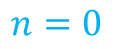 n = 0